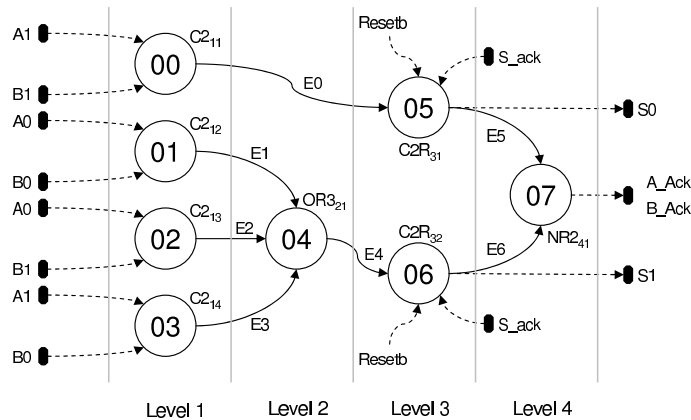 A1
B1
A0
B0
A0
B1
A1
B0
00
C2₁₁
01
C2₁₂
02
C2₁₃
03
C2₁₄
E0
E1
E2
E3
04
OR3₂₁
E4
Resetb
S_ack
05
C2R₃₁
C2R₃₂
06
S_ack
Resetb
E5
E6
07
NR2₄₁
S0
A_Ack
B_Ack
S1
Level 1
Level 2
Level 3
Level 4